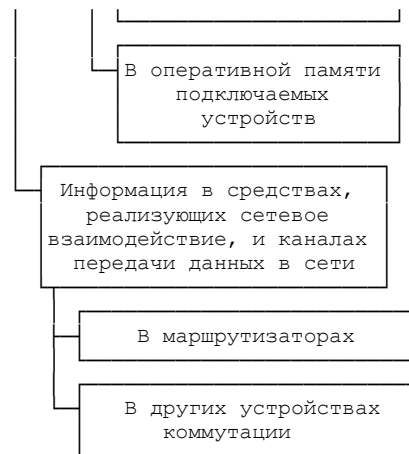 В оперативной памяти
подключаемых
устройств
Информация в средствах,
реализующих сетевое
взаимодействие, и каналах
передачи данных в сети
В маршрутизаторах
В других устройствах
коммутации